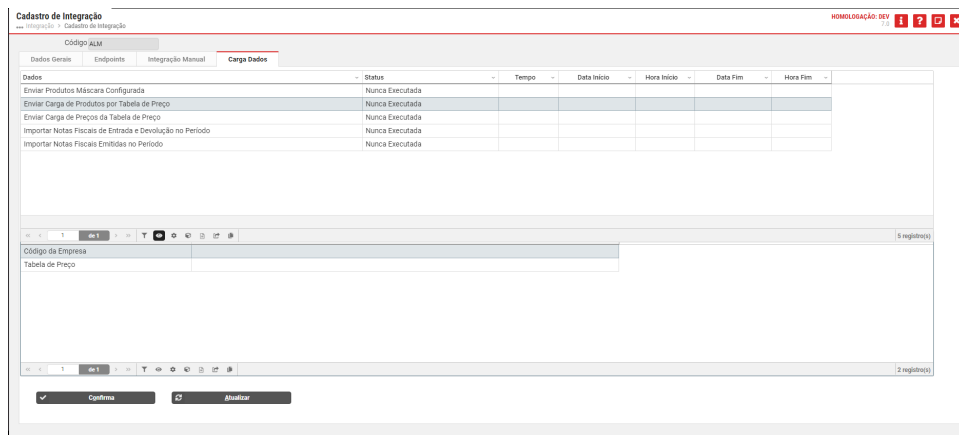 Cadastro de Integração
HOMOLOGAÇÃO: DEV
7.0
Integração > Cadastro de Integração
Código ALM
Dados Gerais Endpoints Integração Manual Carga Dados
Dados Status Tempo Data Início Hora Início Data Fim Hora Fim
Enviar Produtos Máscara Configurada Nunca Executada
Enviar Carga de Produtos por Tabela de Preço Nunca Executada
Enviar Carga de Preços da Tabela de Preço Nunca Executada
Importar Notas Fiscais de Entrada e Devolução no Período Nunca Executada
Importar Notas Fiscais Emitidas no Período Nunca Executada
1 de 1 5 registro(s)
Código da Empresa
Tabela de Preço
1 de 1 2 registro(s)
Confirma Atualizar